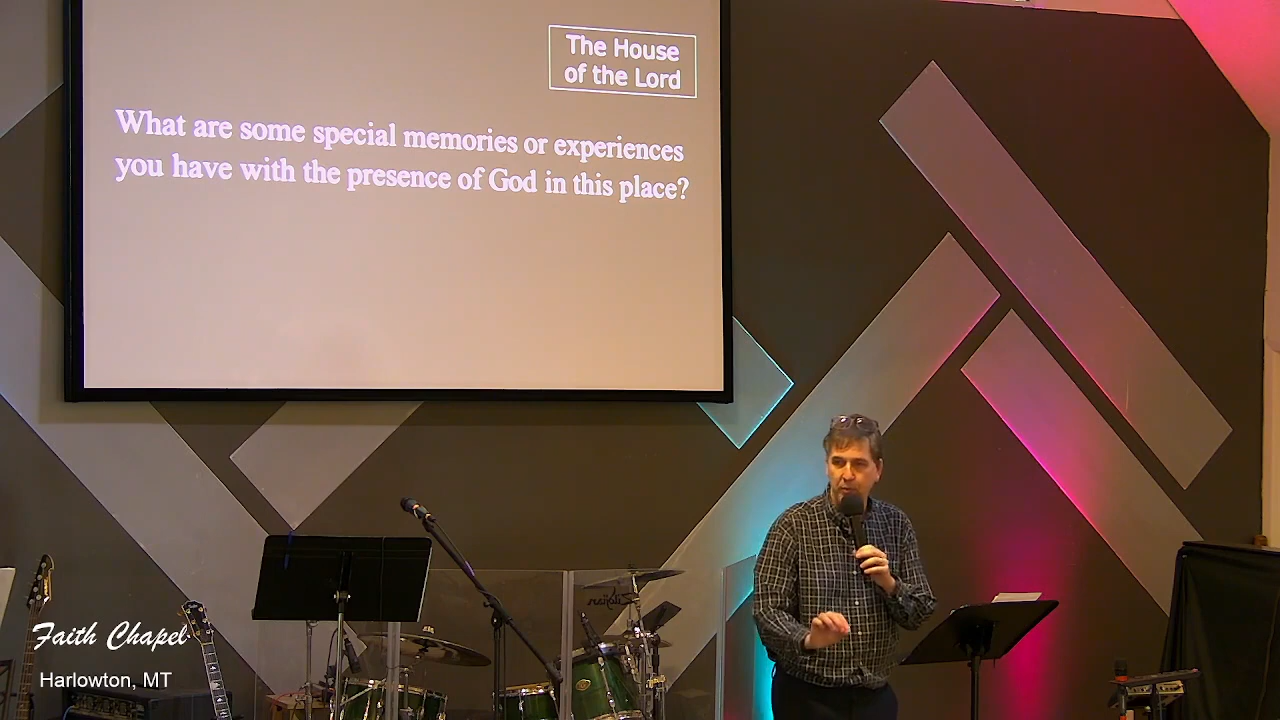 The House
of the Lord
What are some special memories or experiences
you have with the presence of God in this place?
Zildjian
Faith Chapel
Harlowton, MT